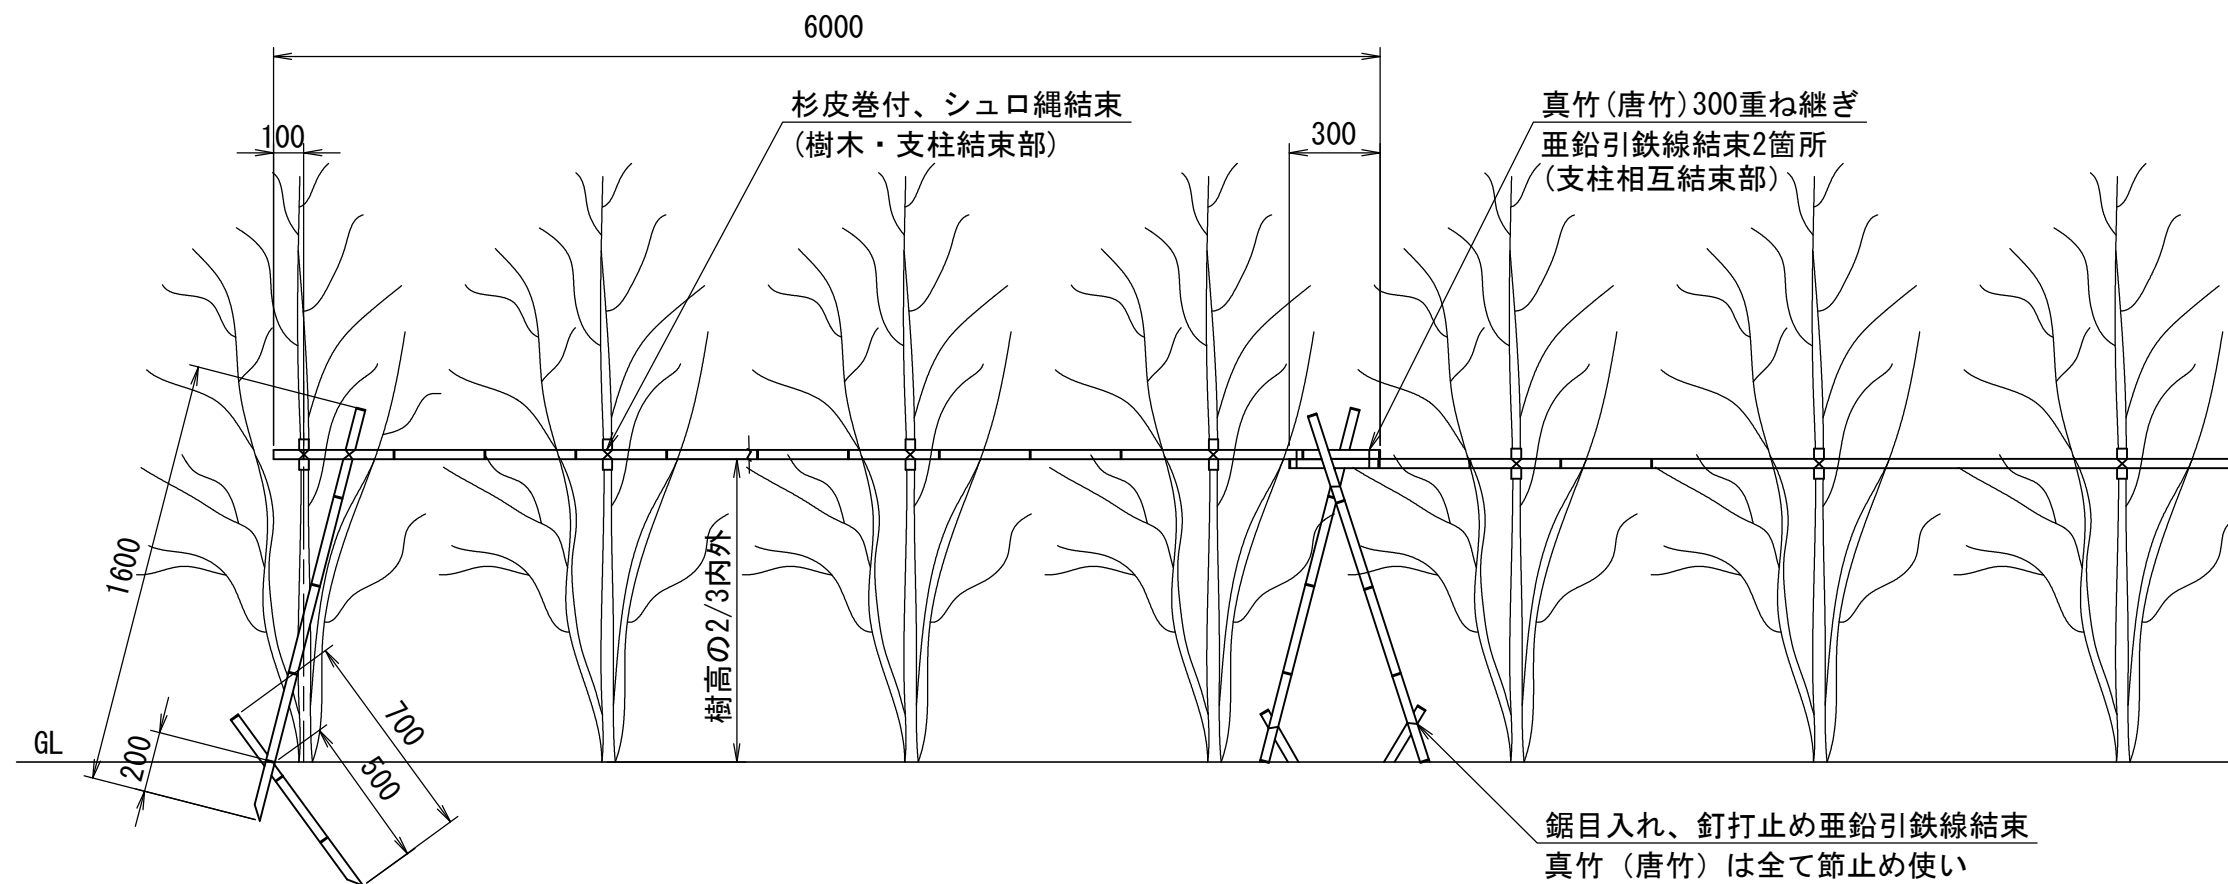 6000
杉皮巻付、シュロ縄結束
(樹木・支柱結束部)
真竹(唐竹)300重ね継ぎ
亜鉛引鉄線結束2箇所
(支柱相互結束部)
100
300
1600
樹高の2/3内外
700
500
200
GL
鋸目入れ、釘打止め亜鉛引鉄線結束
真竹（唐竹）は全て節止め使い